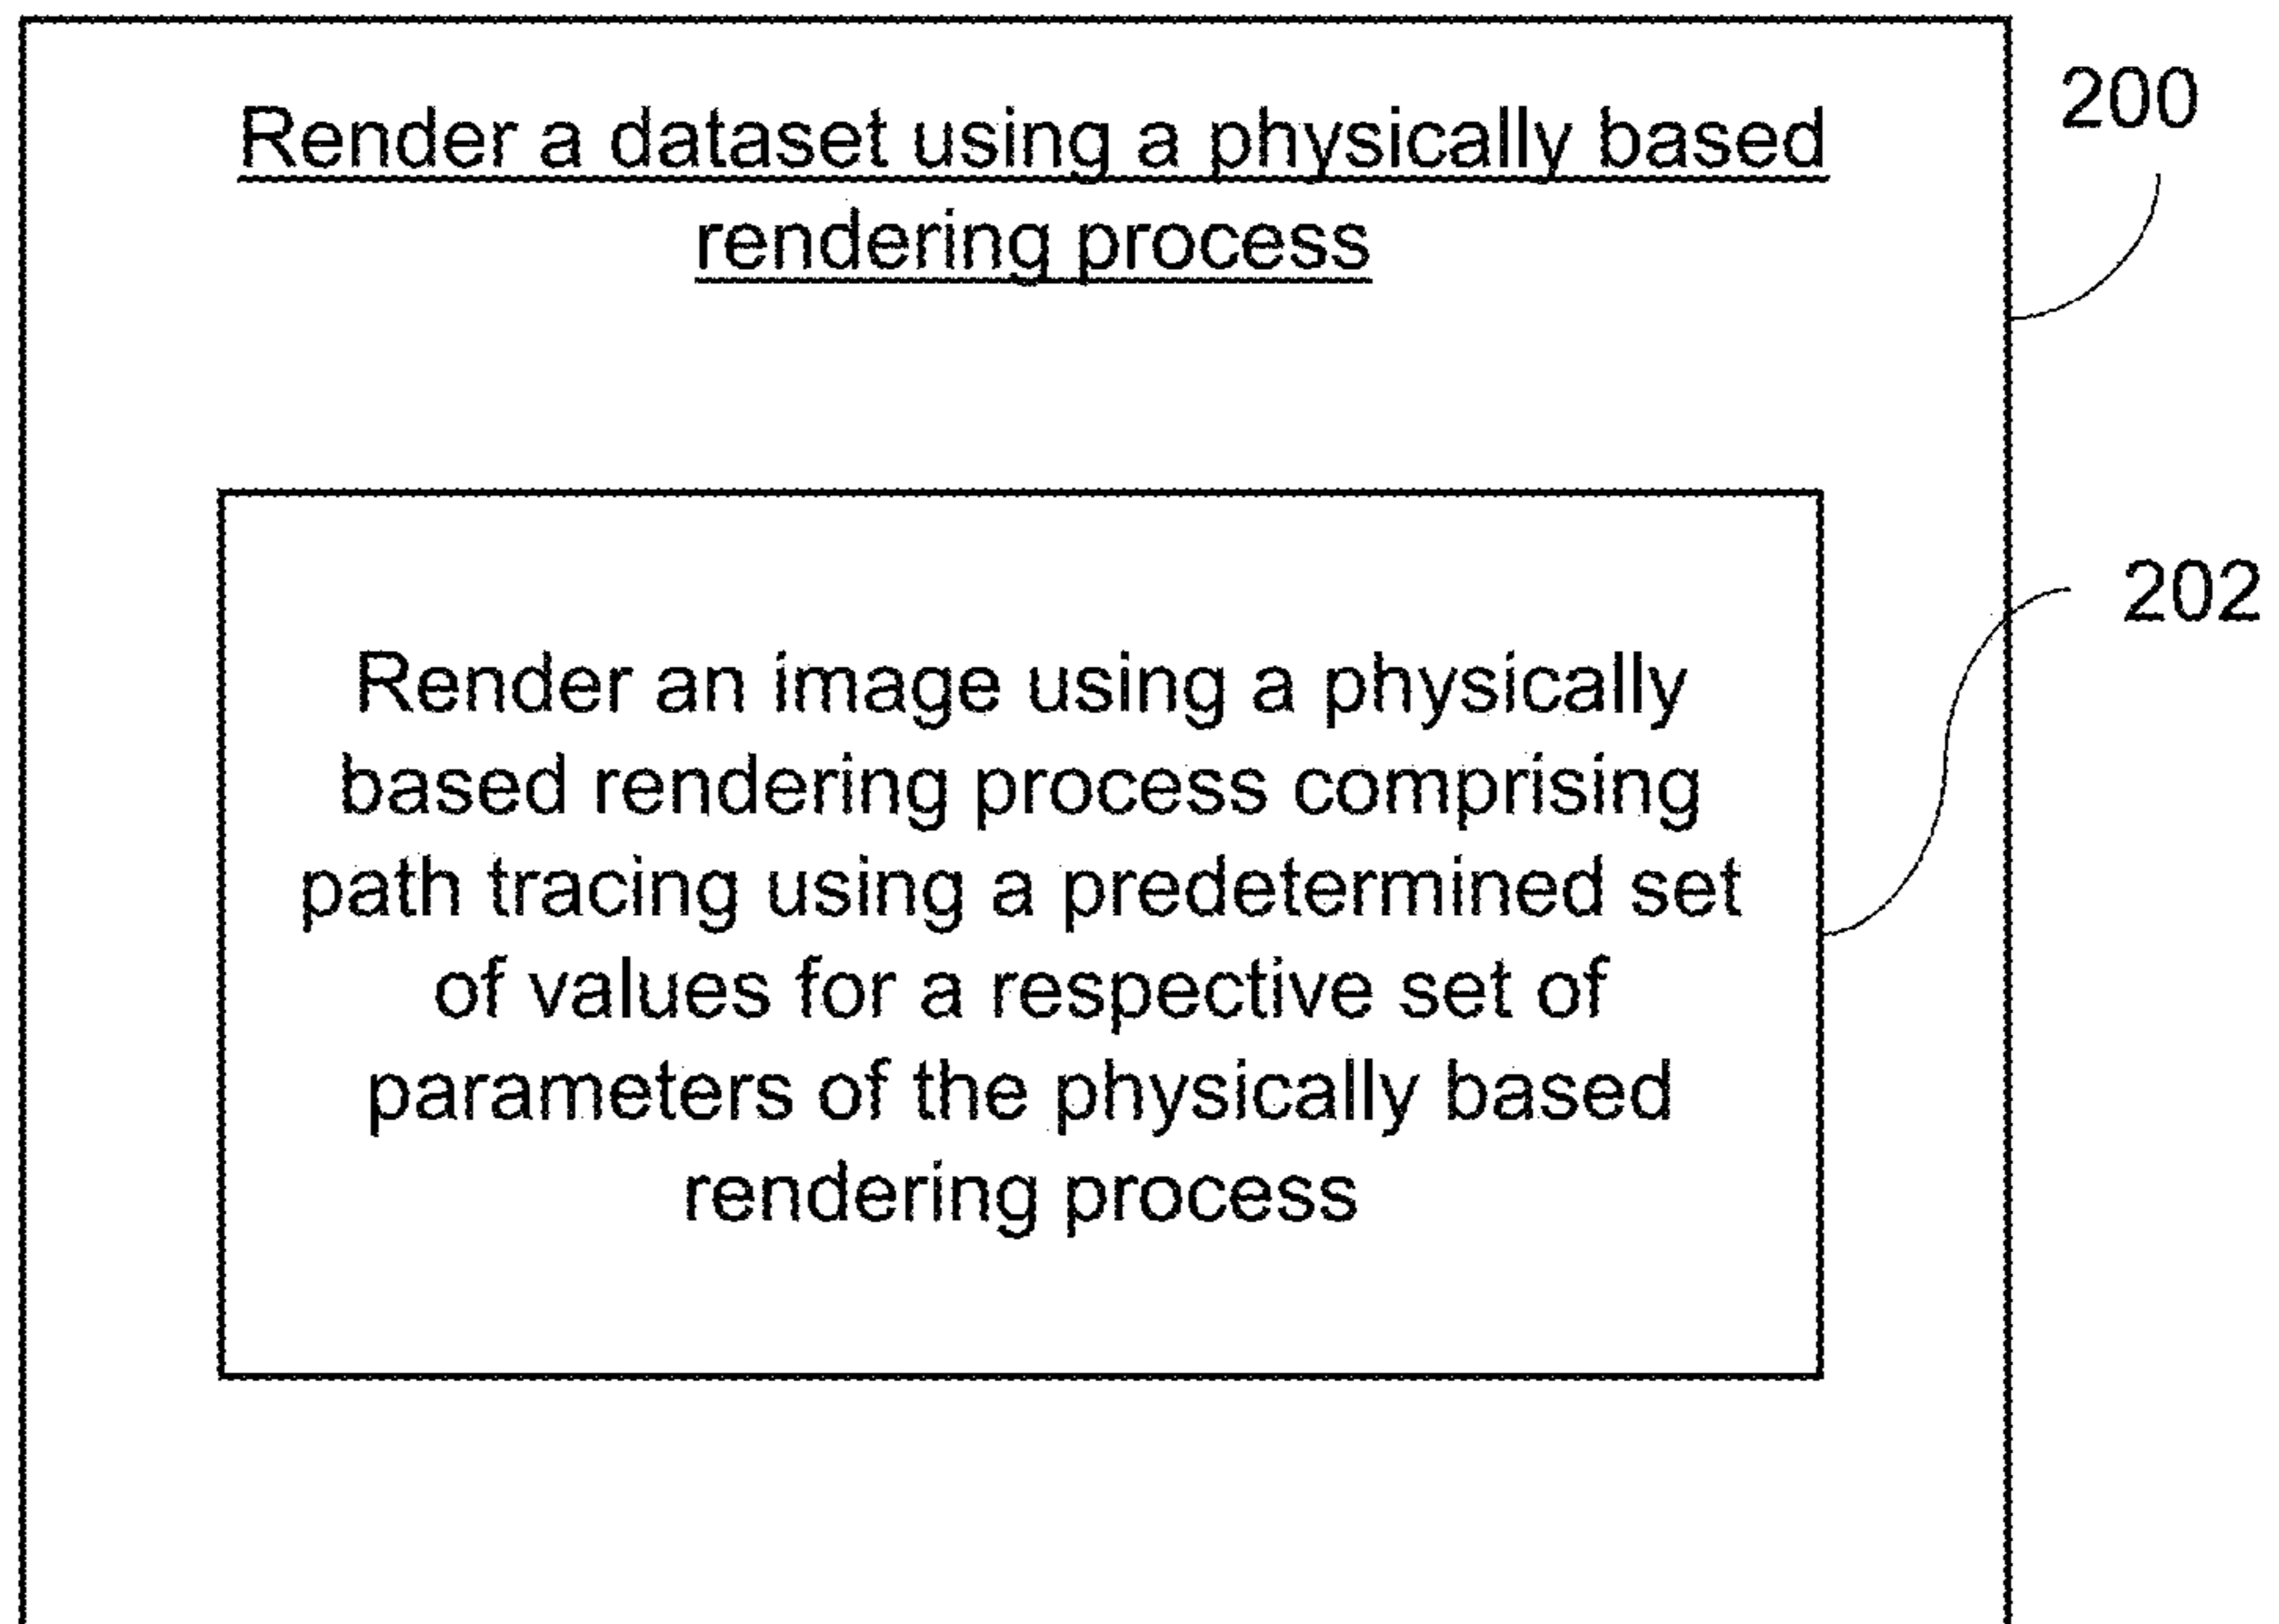 Render a dataset using a physically based
rendering process
200
202
Render an image using a physically
based rendering process comprising
path tracing using a predetermined set
of values for a respective set of
parameters of the physically based
rendering process